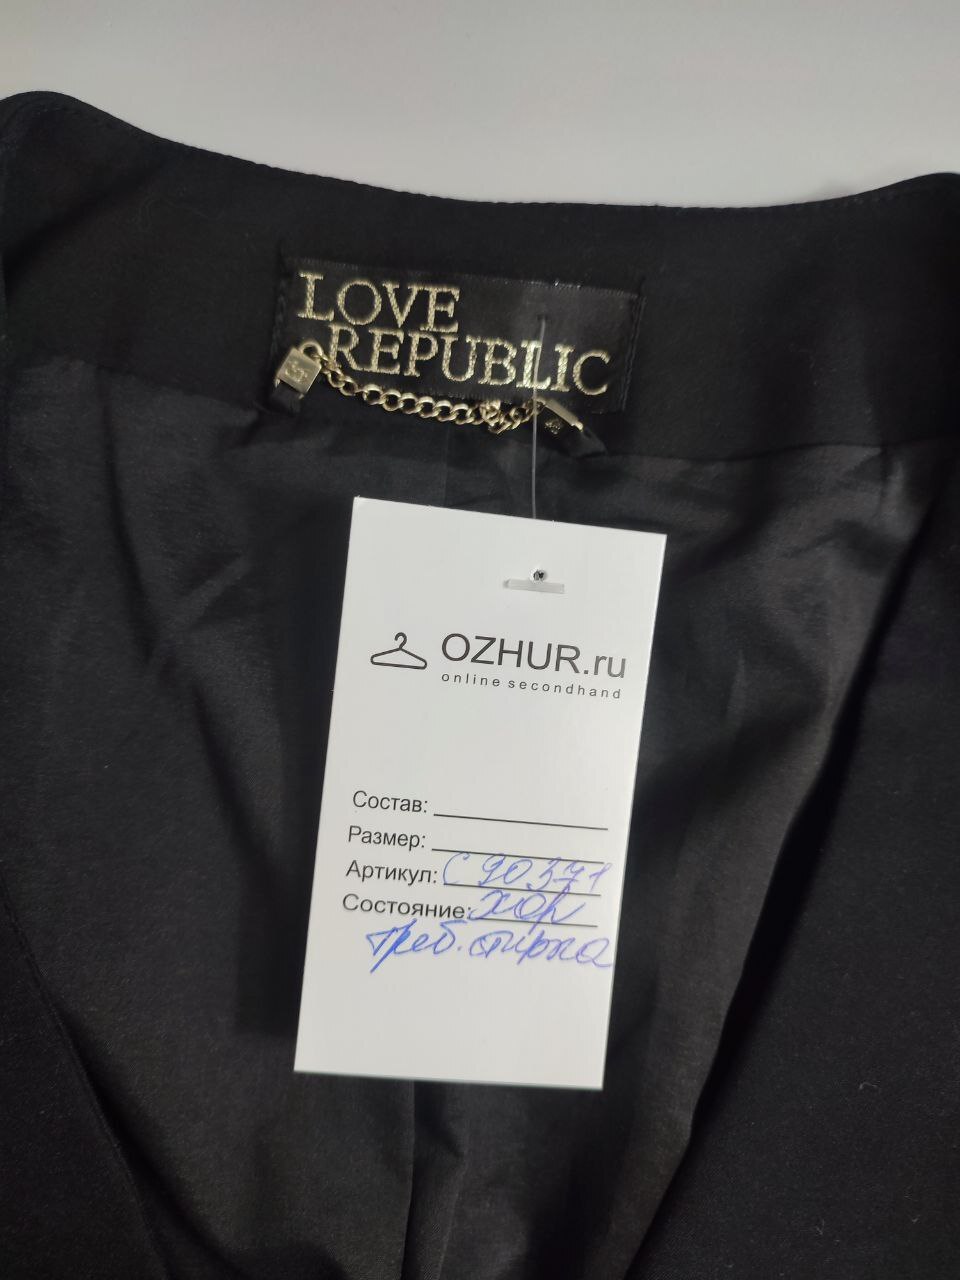 LOVE
REPUBLIC
OZHUR.ru
online secondhand
Состав:
Размер:
Артикул: С 90371
Состояние: хор
треб. стирка